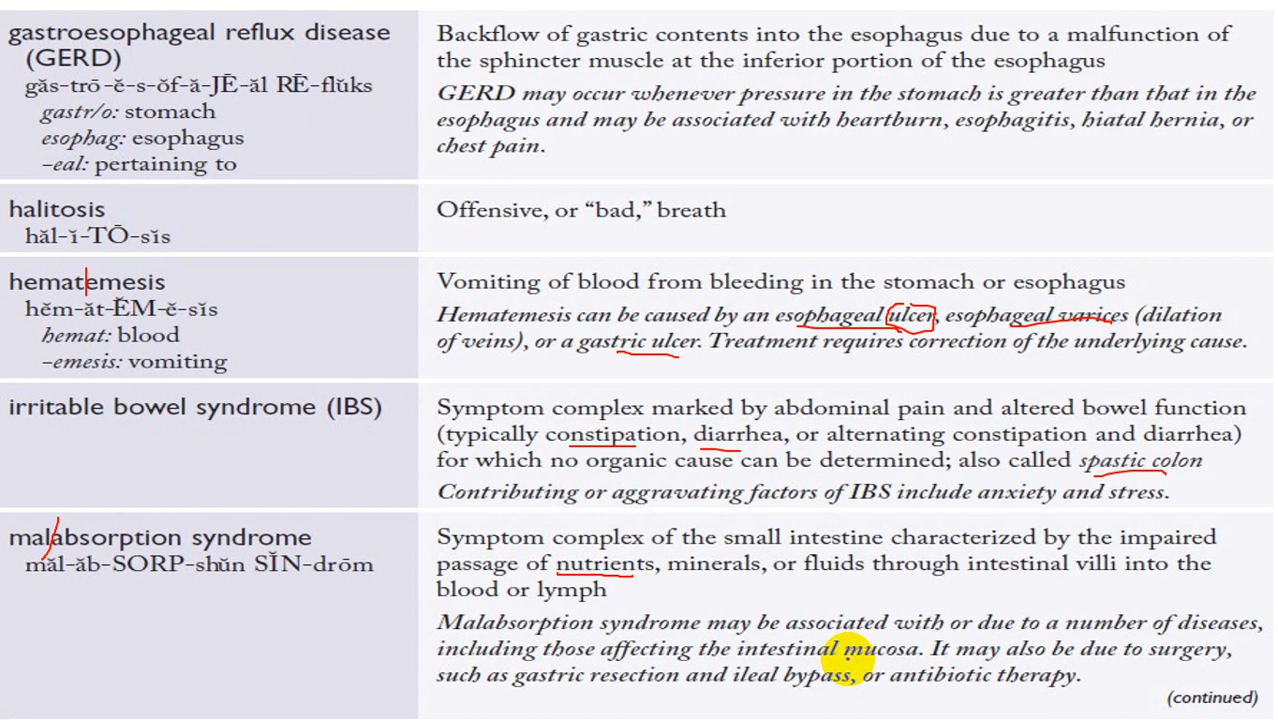 gastroesophageal reflux disease
(GERD)
găs-trō-ĕ-s-ŏf-ă-JĒ-ăl RĒ-flŭks
gastr/o: stomach
esophag: esophagus
–eal: pertaining to
Backflow of gastric contents into the esophagus due to a malfunction of
the sphincter muscle at the inferior portion of the esophagus
GERD may occur whenever pressure in the stomach is greater than that in the
esophagus and may be associated with heartburn, esophagitis, hiatal hernia, or
chest pain.
halitosis
hăl-ĭ-TŌ-sĭs
Offensive, or “bad,” breath
hematemesis
hĕm-ăt-ĔM-ĕ-sĭs
hemat: blood
–emesis: vomiting
Vomiting of blood from bleeding in the stomach or esophagus
Hematemesis can be caused by an esophageal ulcer, esophageal varices (dilation
of veins), or a gastric ulcer. Treatment requires correction of the underlying cause.
irritable bowel syndrome (IBS)
Symptom complex marked by abdominal pain and altered bowel function
(typically constipation, diarrhea, or alternating constipation and diarrhea)
for which no organic cause can be determined; also called spastic colon
Contributing or aggravating factors of IBS include anxiety and stress.
malabsorption syndrome
măl-ăb-SORP-shŭn SĬN-drōm
Symptom complex of the small intestine characterized by the impaired
passage of nutrients, minerals, or fluids through intestinal villi into the
blood or lymph
Malabsorption syndrome may be associated with or due to a number of diseases,
including those affecting the intestinal mucosa. It may also be due to surgery,
such as gastric resection and ileal bypass, or antibiotic therapy.
(continued)